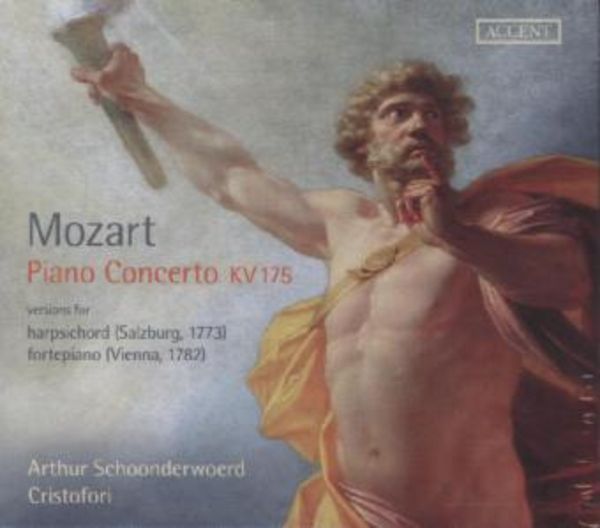 ACCENT
Mozart
Piano Concerto KV 175
versions for
harpsichord (Salzburg, 1773)
fortepiano (Vienna, 1782)
Arthur Schoonderwoerd
Cristofori